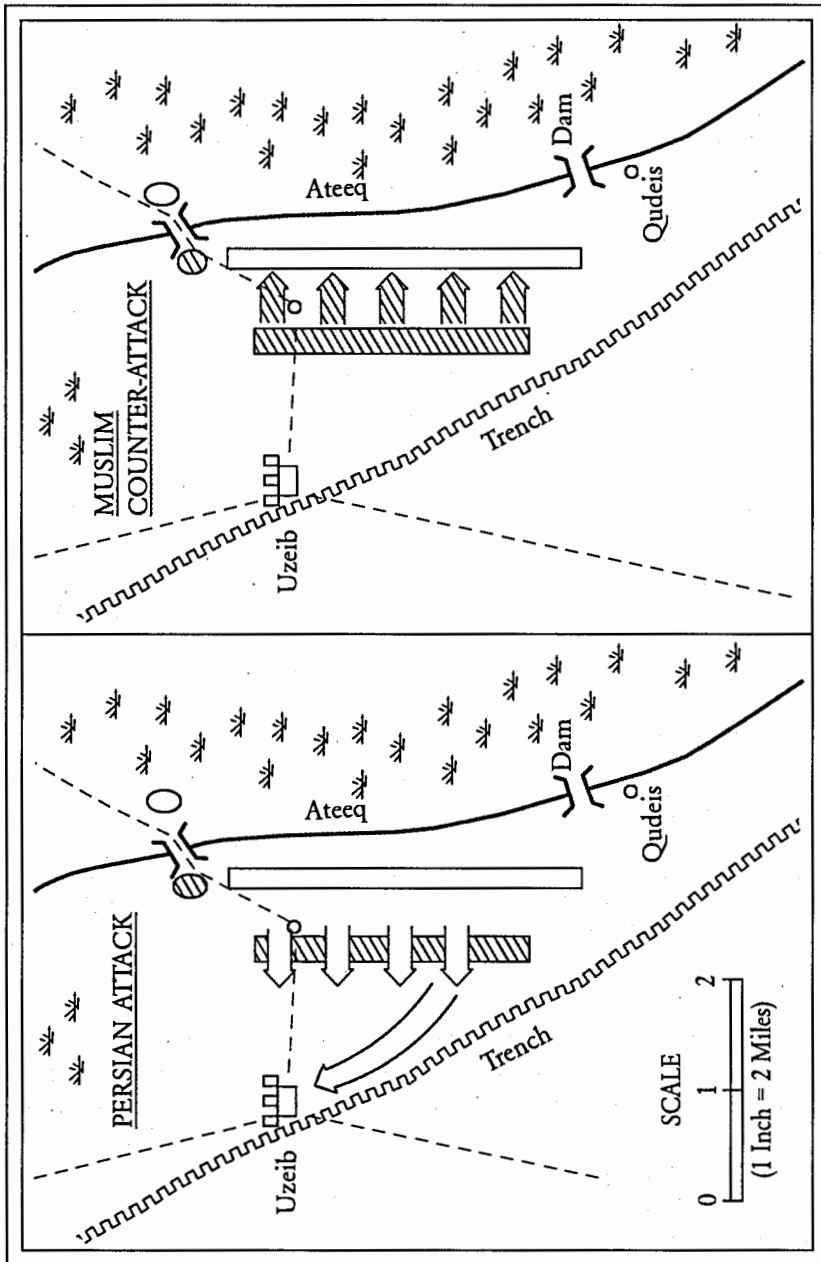 PERSIAN ATTACK
Ateeq
Dam
Qudeis
Uzeib
Trench
SCALE
0 1 2
(1 Inch = 2 Miles)
MUSLIM
COUNTER-ATTACK
Ateeq
Dam
Qudeis
Uzeib
Trench